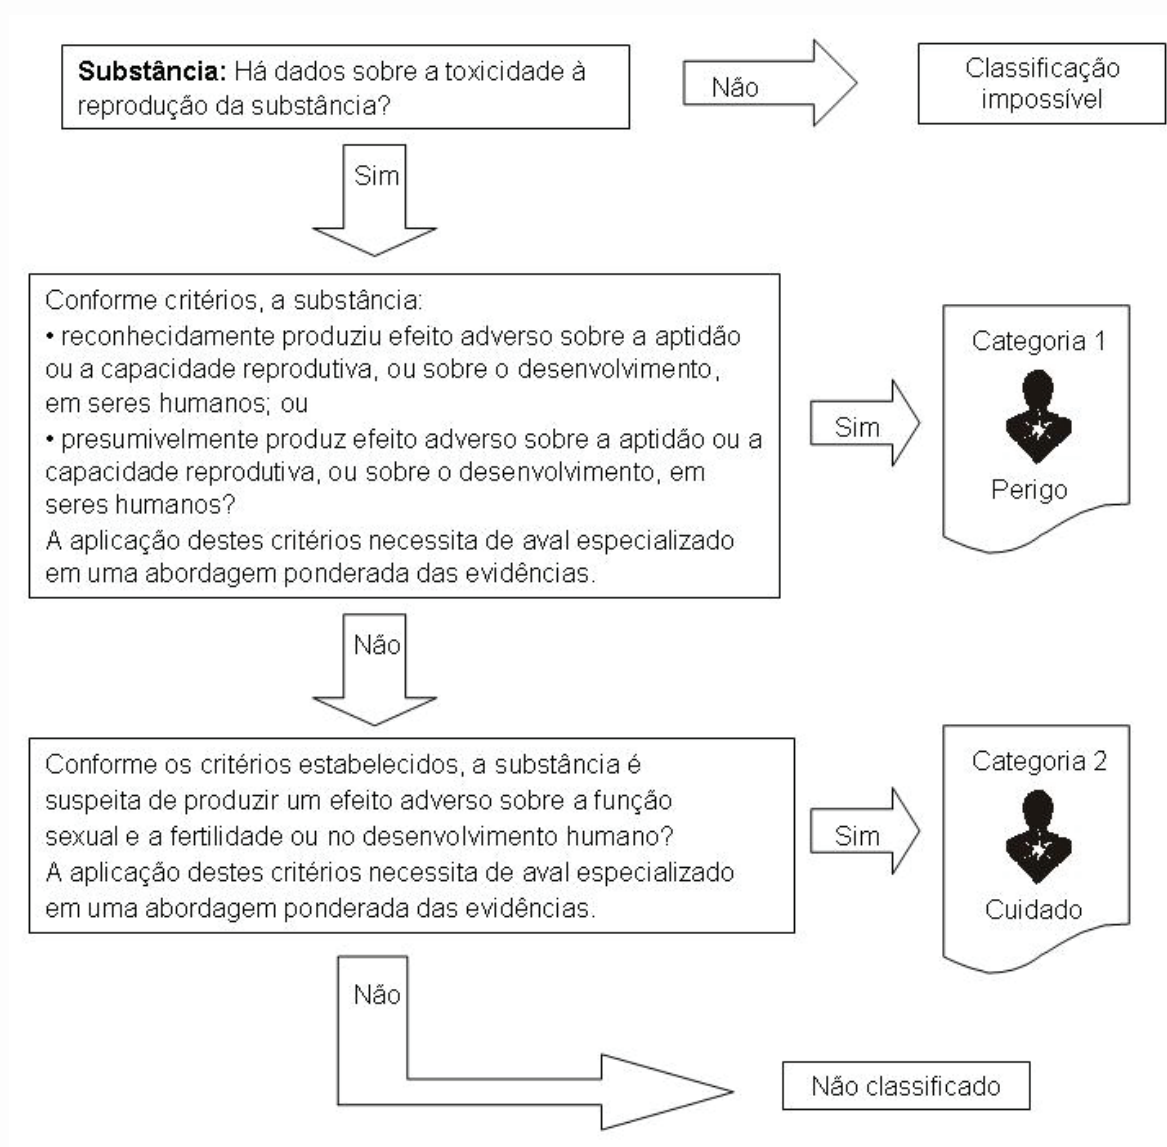 Substância: Há dados sobre a toxicidade à
reprodução da substância?
Não
Classificação
impossível
Sim
Conforme critérios, a substância:
• reconhecidamente produziu efeito adverso sobre a aptidão
ou a capacidade reprodutiva, ou sobre o desenvolvimento,
em seres humanos; ou
• presumivelmente produz efeito adverso sobre a aptidão ou a
capacidade reprodutiva, ou sobre o desenvolvimento, em
seres humanos?
A aplicação destes critérios necessita de aval especializado
em uma abordagem ponderada das evidências.
Sim
Categoria 1
Perigo
Não
Conforme os critérios estabelecidos, a substância é
suspeita de produzir um efeito adverso sobre a função
sexual e a fertilidade ou no desenvolvimento humano?
A aplicação destes critérios necessita de aval especializado
em uma abordagem ponderada das evidências.
Sim
Categoria 2
Cuidado
Não
Não classificado